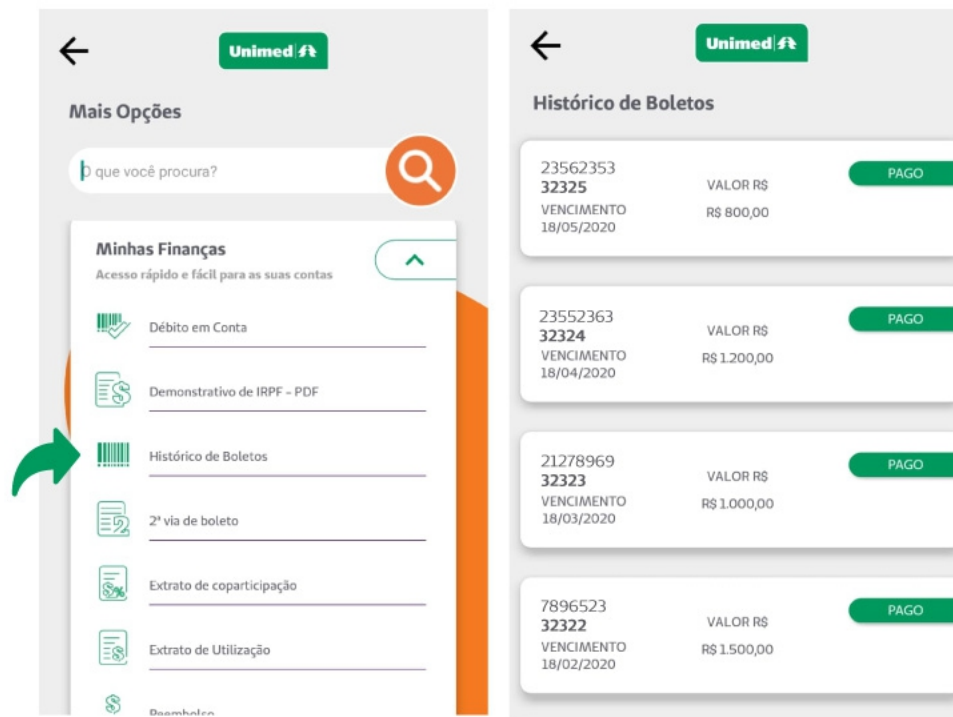 Unimed
Mais Opções
O que você procura?
Minhas Finanças
Acesso rápido e fácil para as suas contas
Débito em Conta
Demonstrativo de IRPF - PDF
Histórico de Boletos
2ª via de boleto
Extrato de coparticipação
Extrato de Utilização
Reembolso
Unimed
Histórico de Boletos
23562353
32325
VENCIMENTO
18/05/2020
VALOR R$
R$ 800,00
PAGO
23552363
32324
VENCIMENTO
18/04/2020
VALOR R$
R$ 1.200,00
PAGO
21278969
32323
VENCIMENTO
18/03/2020
VALOR R$
R$ 1.000,00
PAGO
7896523
32322
VENCIMENTO
18/02/2020
VALOR R$
R$ 1.500,00
PAGO